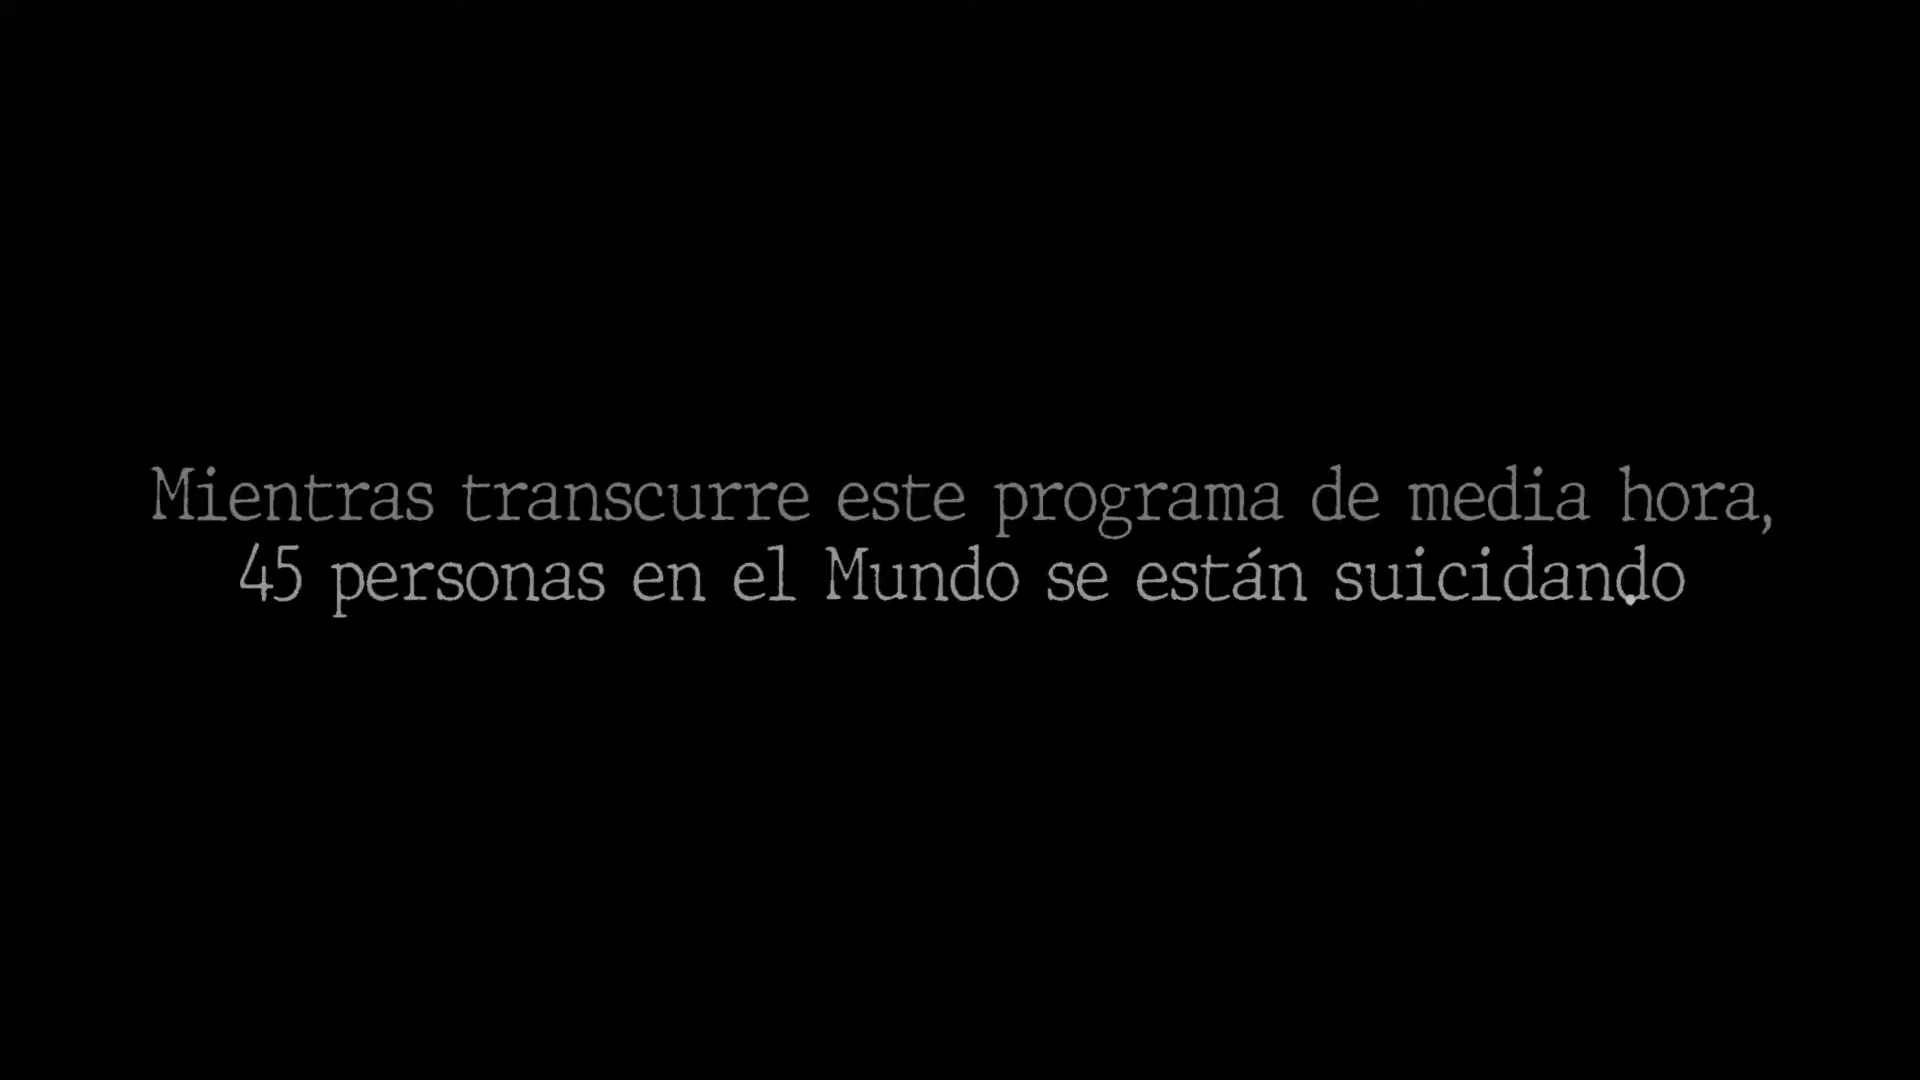 Mientras transcurre este programa de media hora,
45 personas en el Mundo se están suicidando